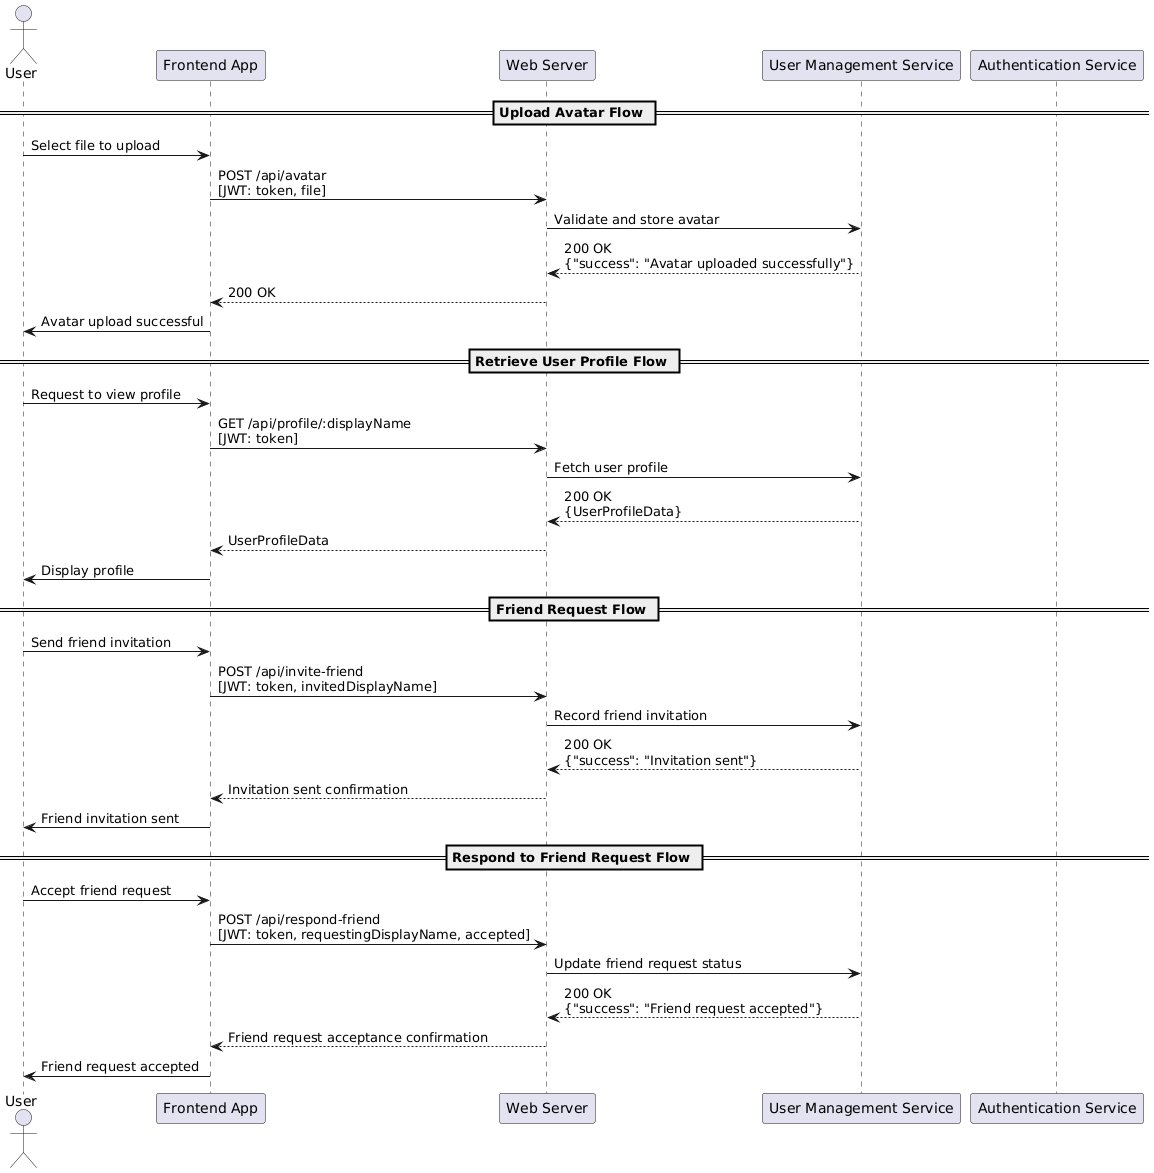 User
Frontend App
Web Server
User Management Service
Authentication Service
Upload Avatar Flow
Select file to upload
POST /api/avatar
[JWT: token, file]
Validate and store avatar
200 OK
{"success": "Avatar uploaded successfully"}
200 OK
Avatar upload successful
Retrieve User Profile Flow
Request to view profile
GET /api/profile/:displayName
[JWT: token]
Fetch user profile
200 OK
{UserProfileData}
UserProfileData
Display profile
Friend Request Flow
Send friend invitation
POST /api/invite-friend
[JWT: token, invitedDisplayName]
Record friend invitation
200 OK
{"success": "Invitation sent"}
Invitation sent confirmation
Friend invitation sent
Respond to Friend Request Flow
Accept friend request
POST /api/respond-friend
[JWT: token, requestingDisplayName, accepted]
Update friend request status
200 OK
{"success": "Friend request accepted"}
Friend request acceptance confirmation
Friend request accepted
User
Frontend App
Web Server
User Management Service
Authentication Service